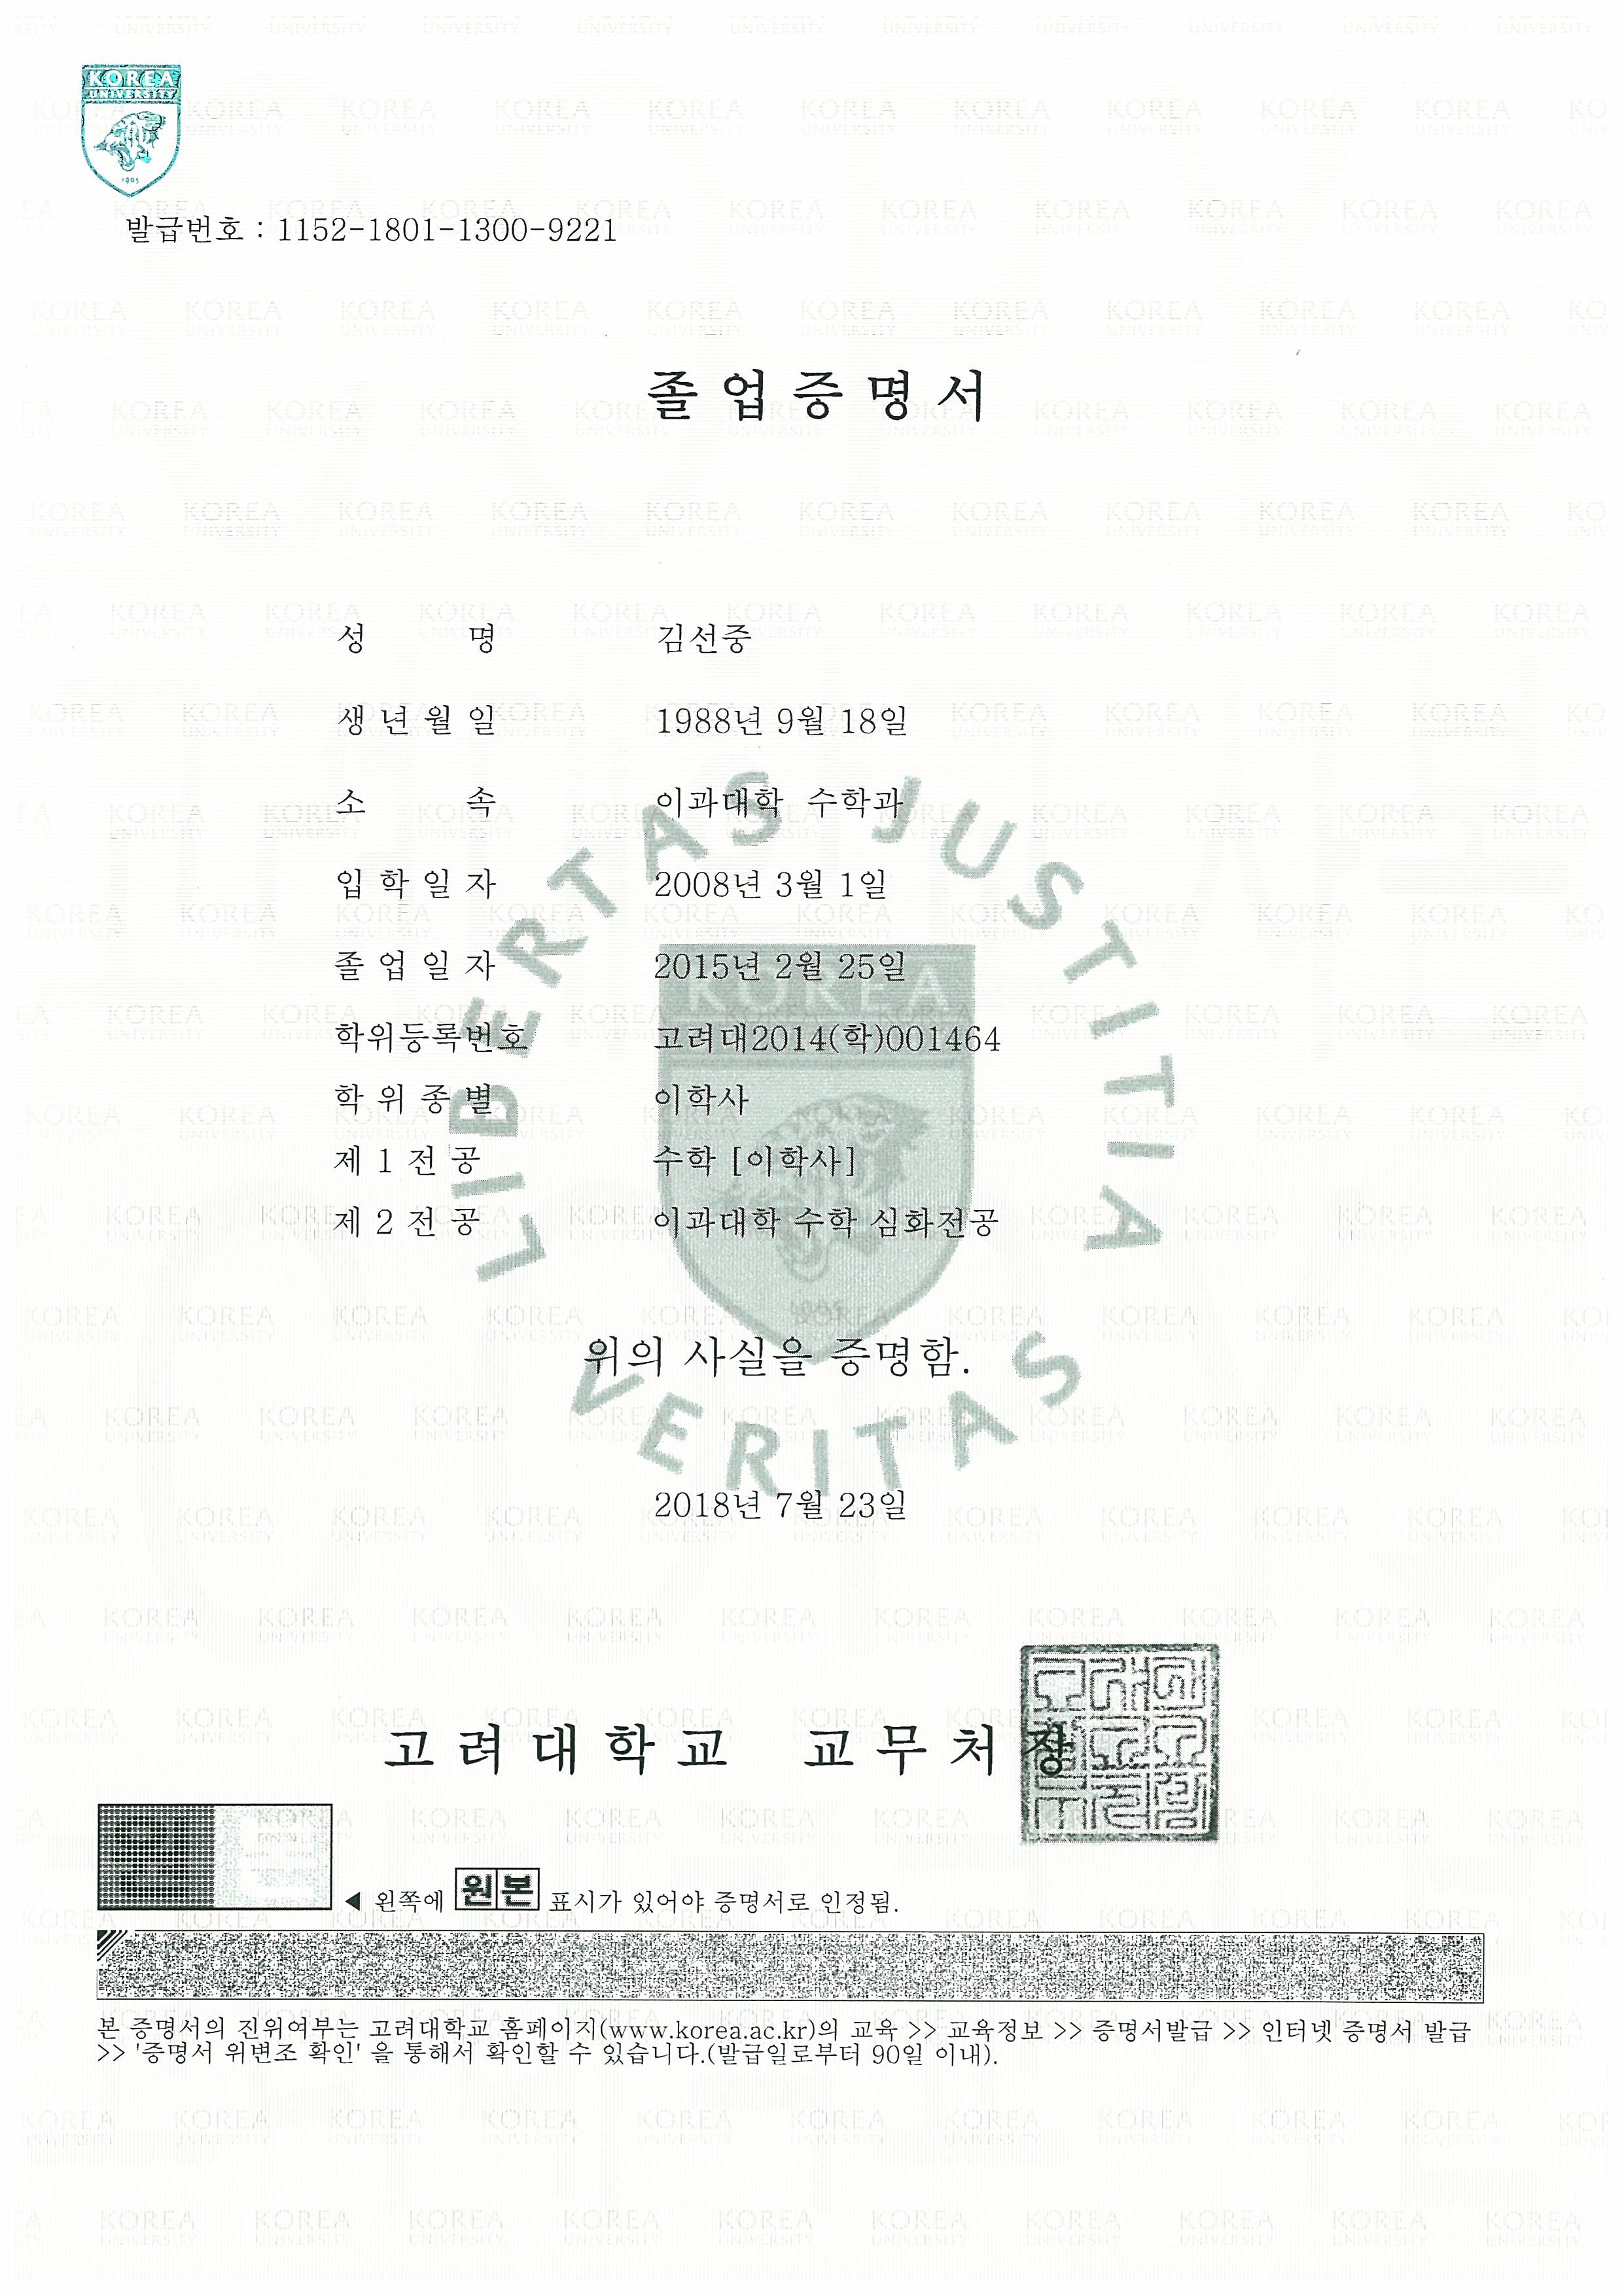 KOREA
UNIVERSITY
1905
발급번호 : 1152-1801-1300-9221
졸업증명서
성 명 김선중
생년월일 1988년 9월 18일
소 속 이과대학 수학과
입학일자 2008년 3월 1일
졸업일자 2015년 2월 25일
학위등록번호 고려대2014(학)001464
학위종별 이학사
제1전공 수학 [이학사]
제2전공 이과대학 수학 심화전공
LIBERTAS JUSTITIA VERITAS
KOREA
위의 사실을 증명함.
2018년 7월 23일
고려대학교 교무처장
◀ 왼쪽에 원본 표시가 있어야 증명서로 인정됨.
본 증명서의 진위여부는 고려대학교 홈페이지(www.korea.ac.kr)의 교육 >> 교육정보 >> 증명서발급 >> 인터넷 증명서 발급
>> '증명서 위변조 확인' 을 통해서 확인할 수 있습니다.(발급일로부터 90일 이내).